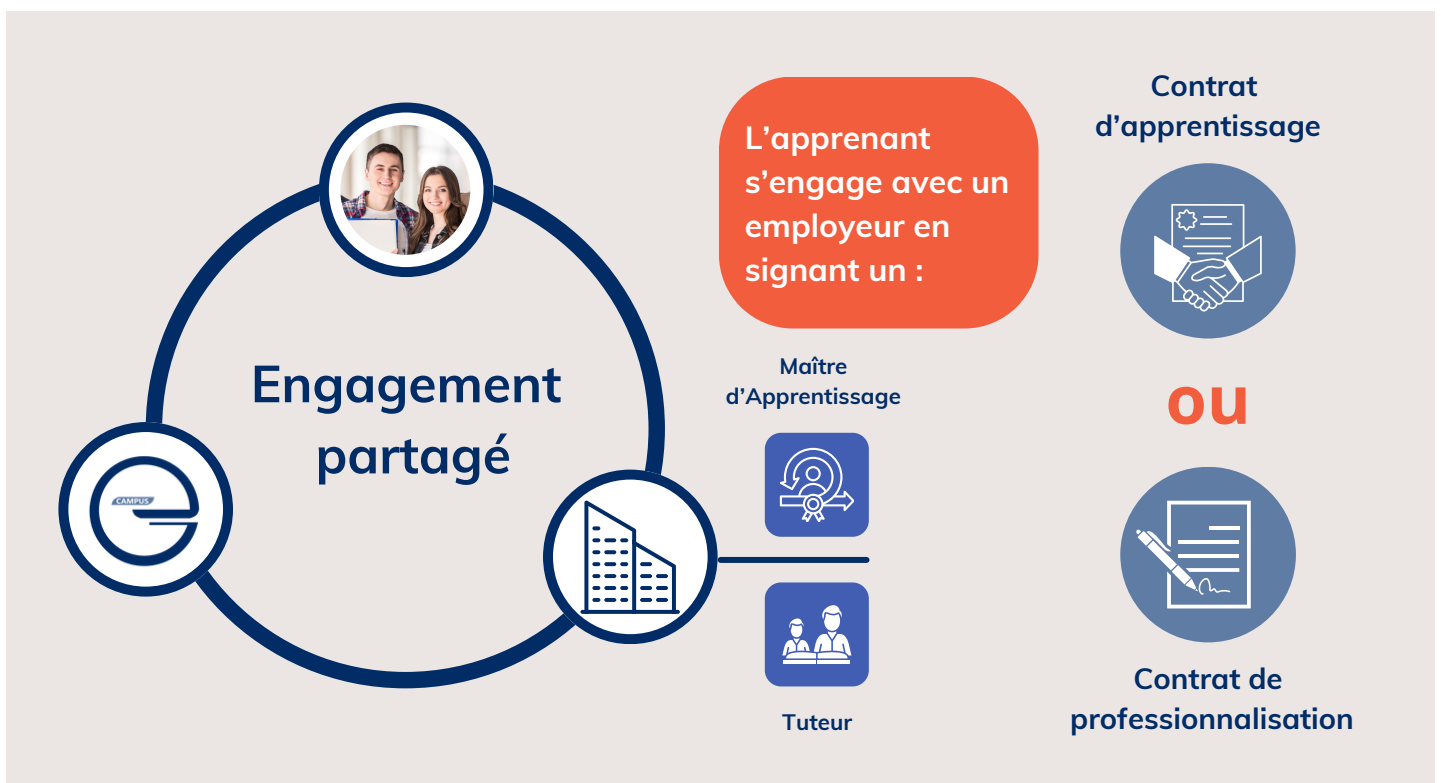 Engagement
partagé
CAMPUS
L’apprenant
s’engage avec un
employeur en
signant un :
Maître
d’Apprentissage
Tuteur
Contrat
d’apprentissage
ou
Contrat de
professionnalisation